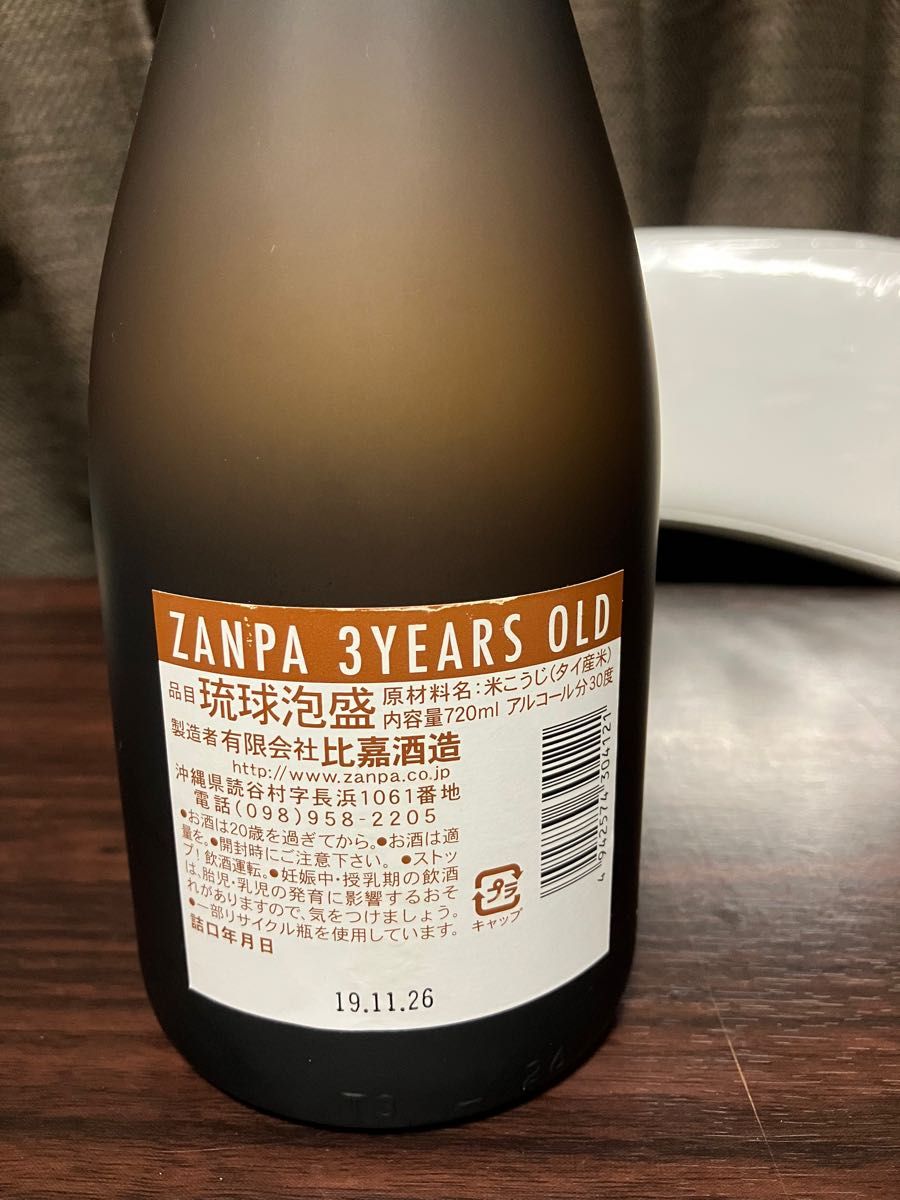 ZANPA 3YEARS OLD
品目 琉球泡盛 原材料名:米こうじ(タイ産米)
内容量720ml アルコール分30度
製造者 有限会社比嘉酒造
http://www.zanpa.co.jp
沖縄県読谷村字長浜1061番地
電話(098)958-2205
●お酒は20歳を過ぎてから。●お酒は適
量を。●開封時にご注意下さい。●ストッ
プ!飲酒運転。●妊娠中・授乳期の飲酒
は、胎児・乳児の発育に影響するおそ
れがありますので、気をつけましょう。
●一部リサイクル瓶を使用しています。
詰口年月日
19.11.26
プラ
キャップ
4942574304121